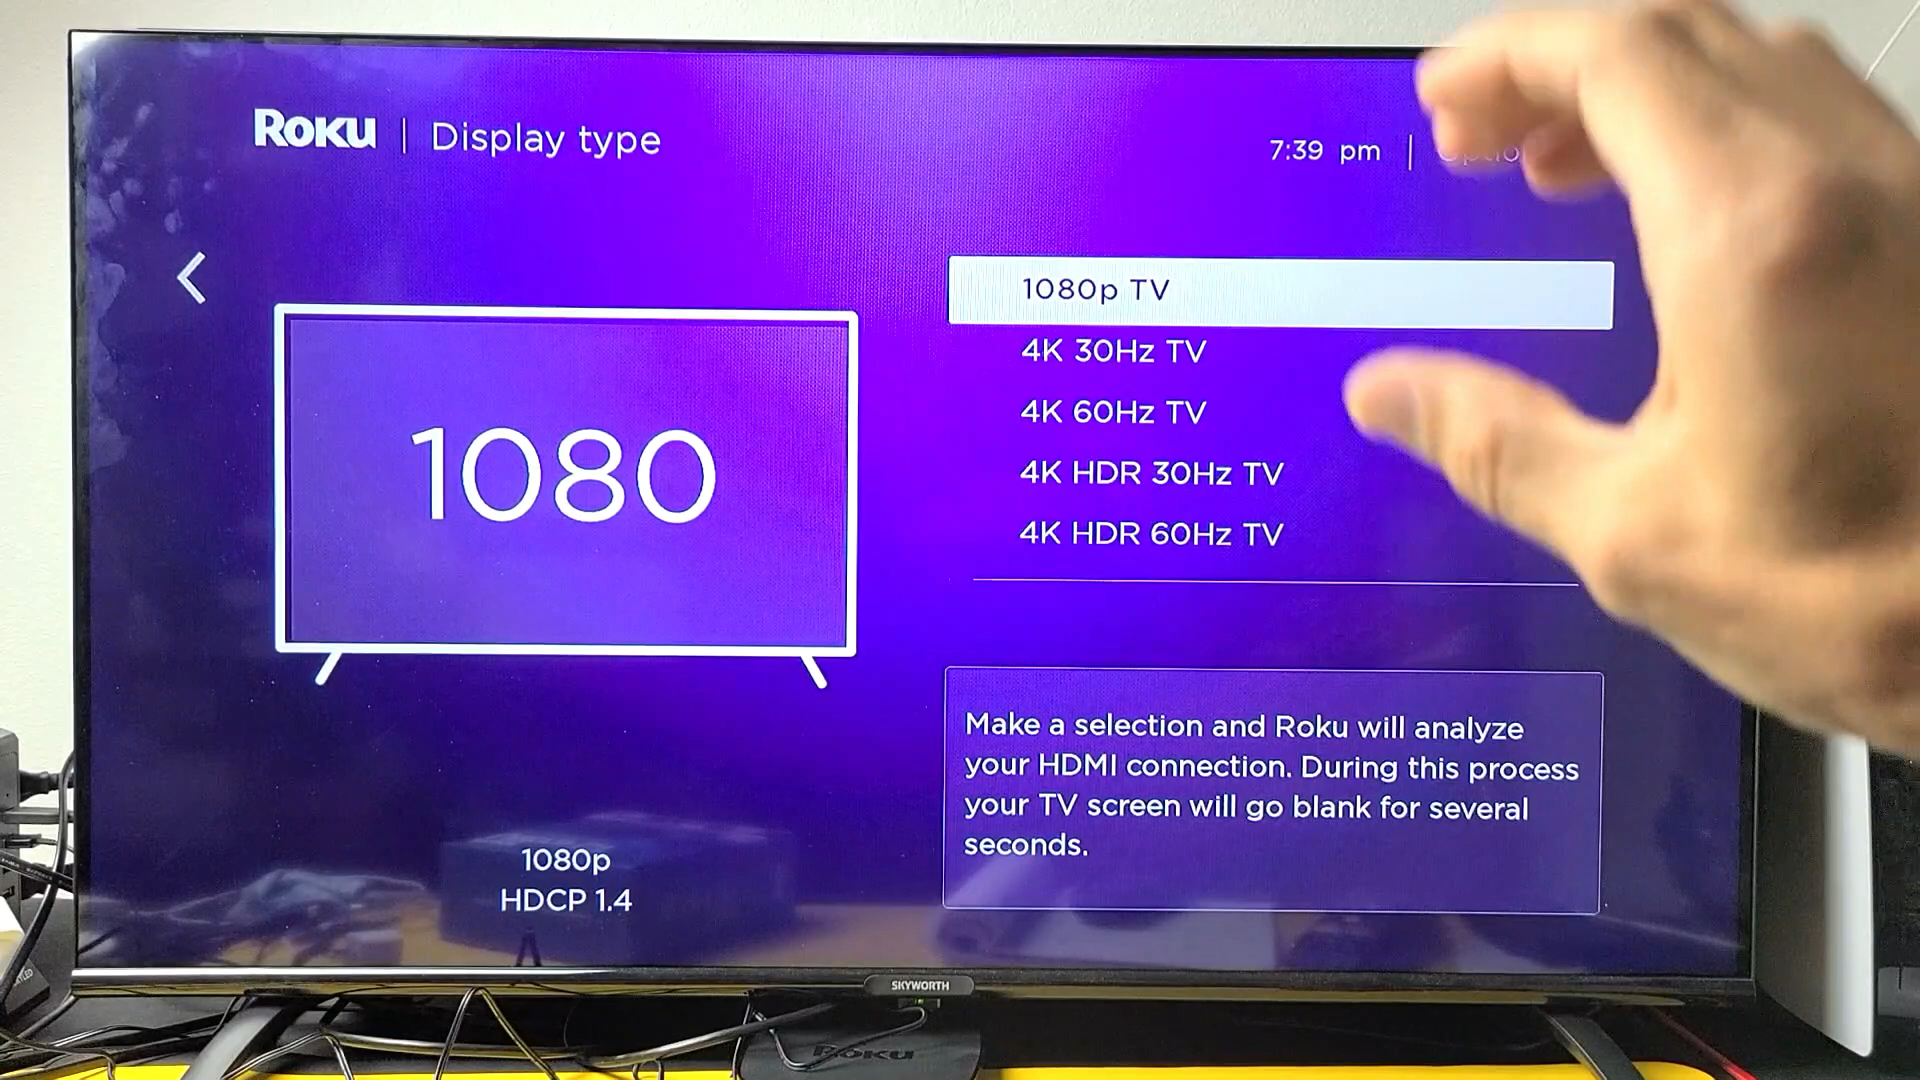 Roku | Display type
7:39 pm |
1080p TV
4K 30Hz TV
4K 60Hz TV
4K HDR 30Hz TV
4K HDR 60Hz TV
1080
Make a selection and Roku will analyze
your HDMI connection. During this process
your TV screen will go blank for several
seconds.
1080p
HDCP 1.4
SKYWORTH
Roku